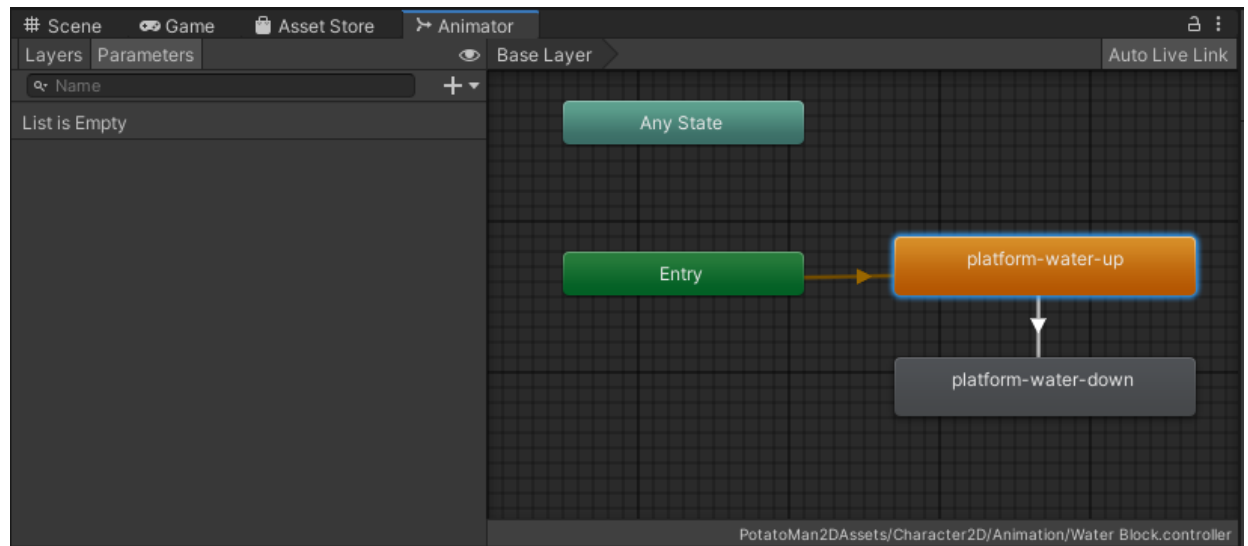 Scene Game Asset Store Animator
Layers Parameters Base Layer Auto Live Link
Name
List is Empty
Any State
Entry
platform-water-up
platform-water-down
PotatoMan2DAssets/Character2D/Animation/Water Block.controller